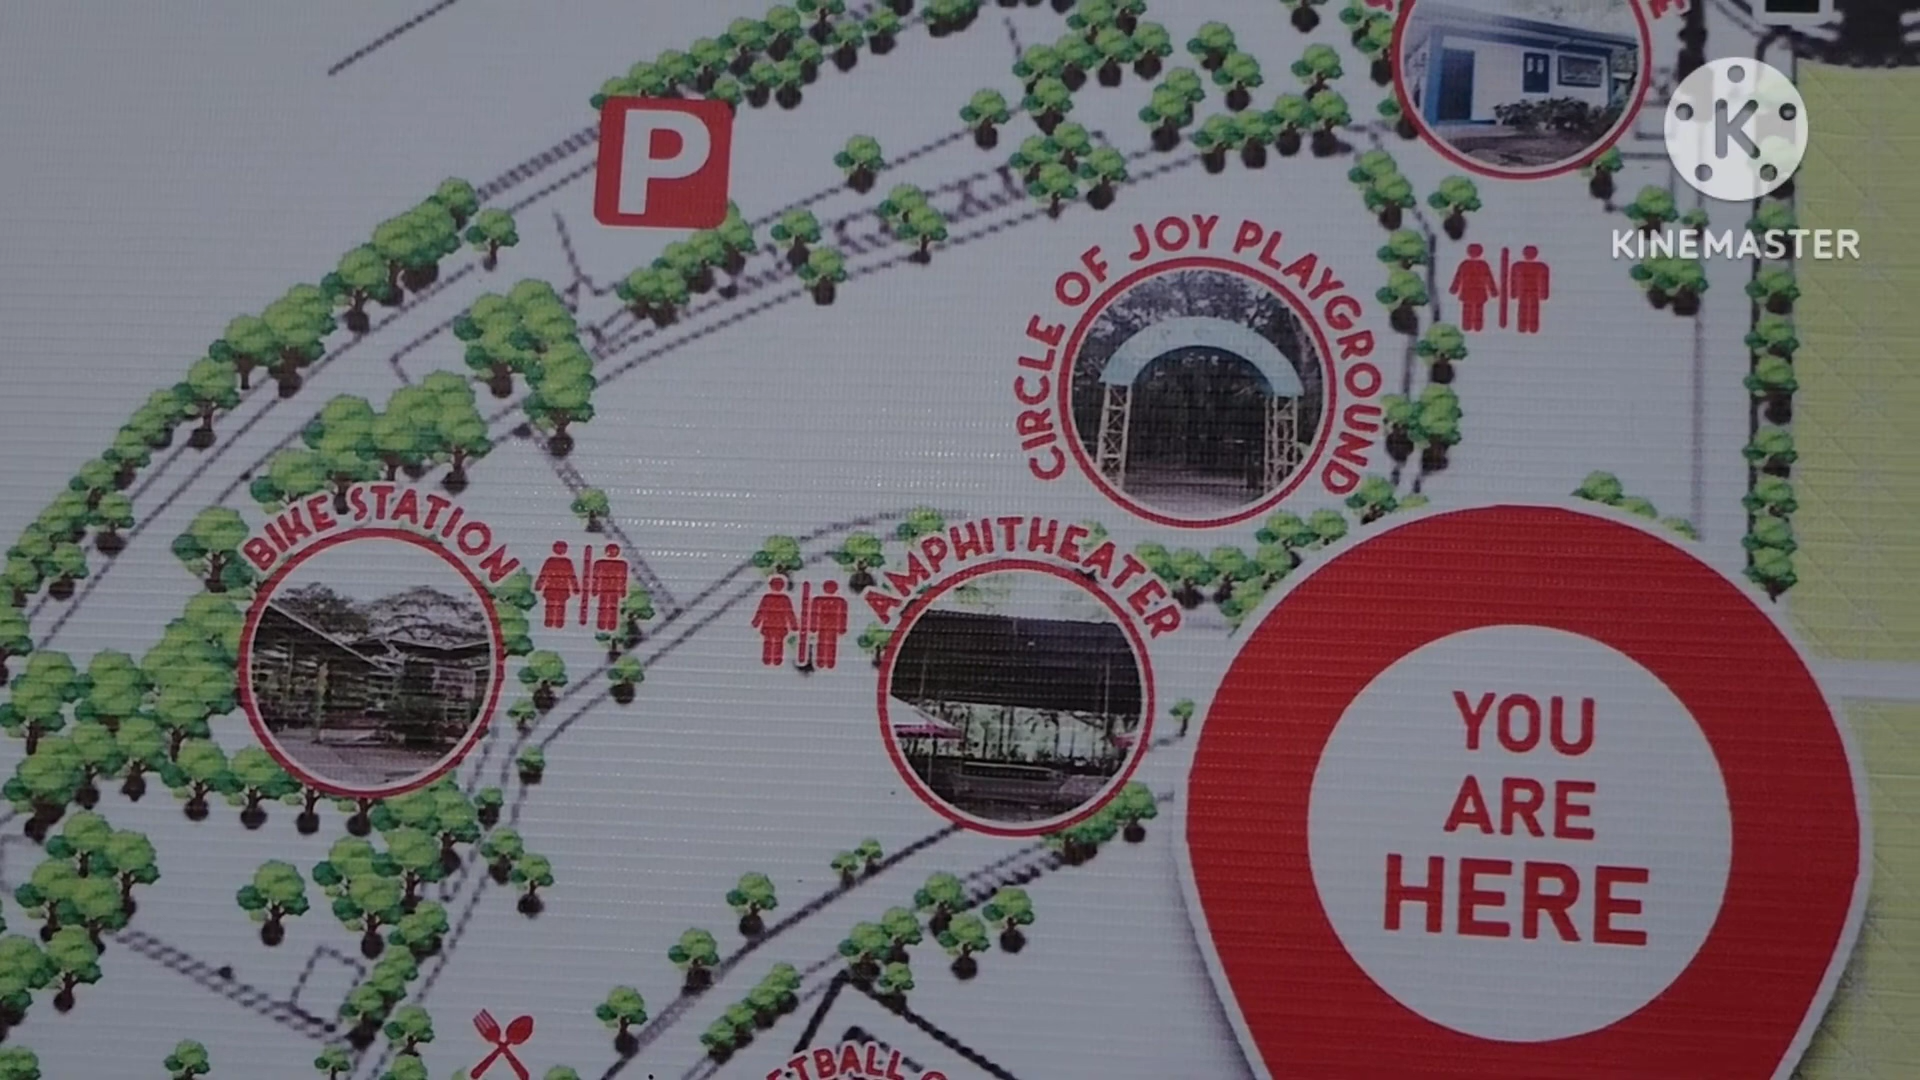 P
K
KINEMASTER
CIRCLE OF JOY PLAYGROUND
BIKE STATION
AMPHITHEATER
YOU
ARE
HERE